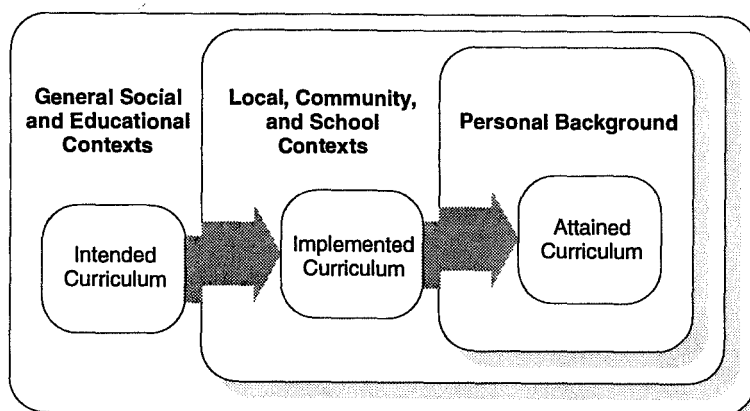 General Social
and Educational
Contexts
Local, Community,
and School
Contexts
Personal Background
Intended
Curriculum
Implemented
Curriculum
Attained
Curriculum